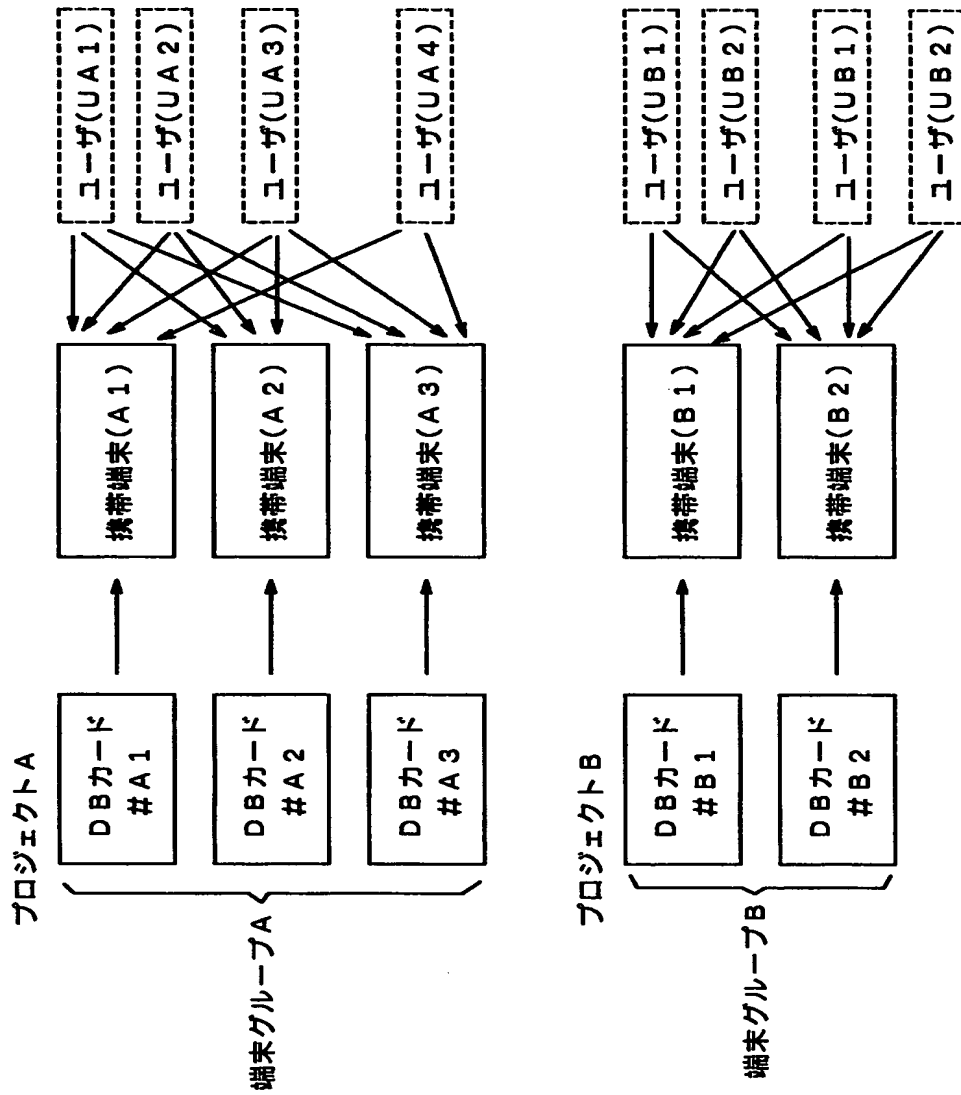 プロジェクトA
端末グループA
DBカード
#A1
DBカード
#A2
DBカード
#A3
携帯端末(A1)
携帯端末(A2)
携帯端末(A3)
ユーザ(UA1)
ユーザ(UA2)
ユーザ(UA3)
ユーザ(UA4)
プロジェクトB
端末グループB
DBカード
#B1
DBカード
#B2
携帯端末(B1)
携帯端末(B2)
ユーザ(UB1)
ユーザ(UB2)
ユーザ(UB1)
ユーザ(UB2)